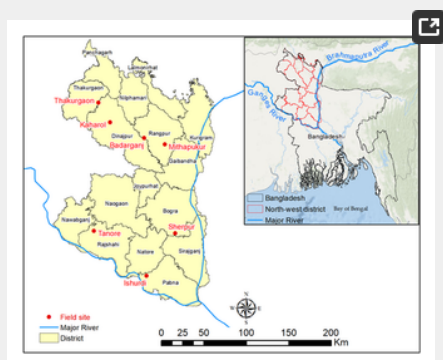 Panchagarh
Lalmonirhat
Thakurgaon
Nilphamari
Thakurgaon
Kaharol
Rangpur
Kurigram
Dinajpur
Badarganj
Mithapukur
Gaibandha
Joypurhat
Naogaon
Bogra
Nawabganj
Sherpur
Tanore
Rajshahi
Natore
Sirajganj
Ishurdi
Pabna
Brahmaputra River
Ganges River
Bangladesh
Bay of Bengal
Bangladesh
North-west district
Major River
Field site
Major River
District
N
W
E
S
0 25 50 100 150 200
Km